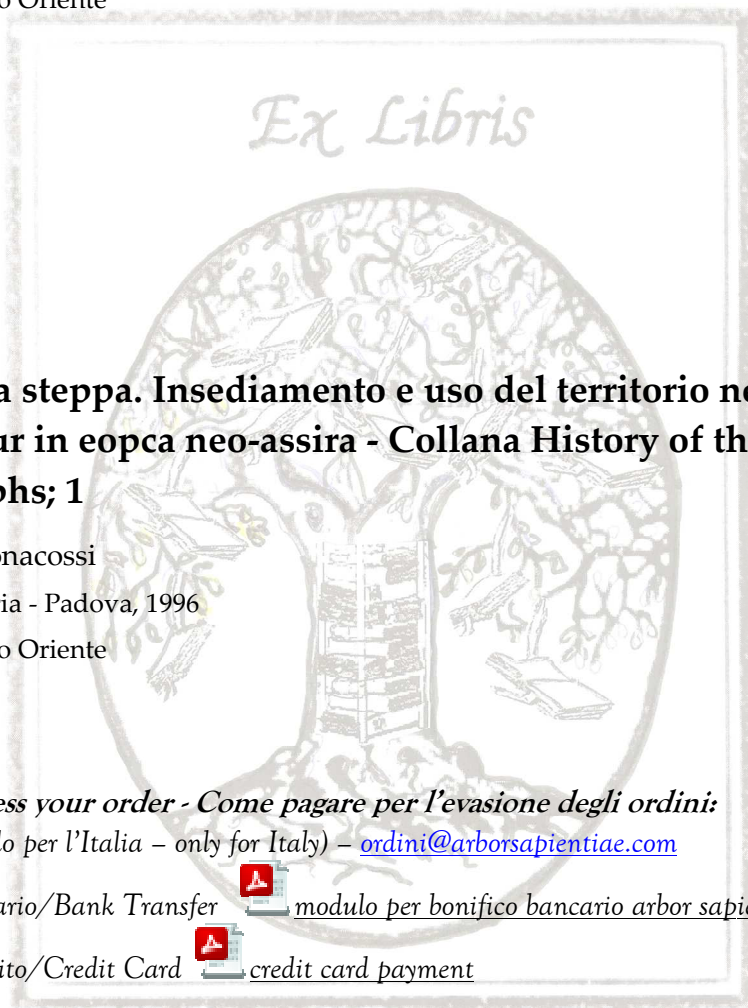 o Oriente
Ex Libris
a steppa. Insediamento e uso del territorio ne
ur in eopca neo-assira - Collana History of th
phs; 1
onacossi
ria - Padova, 1996
o Oriente
ess your order - Come pagare per l'evasione degli ordini:
lo per l'Italia – only for Italy) – ordini@arborsapientiae.com
ario/Bank Transfer modulo per bonifico bancario arbor sapie
ito/Credit Card credit card payment